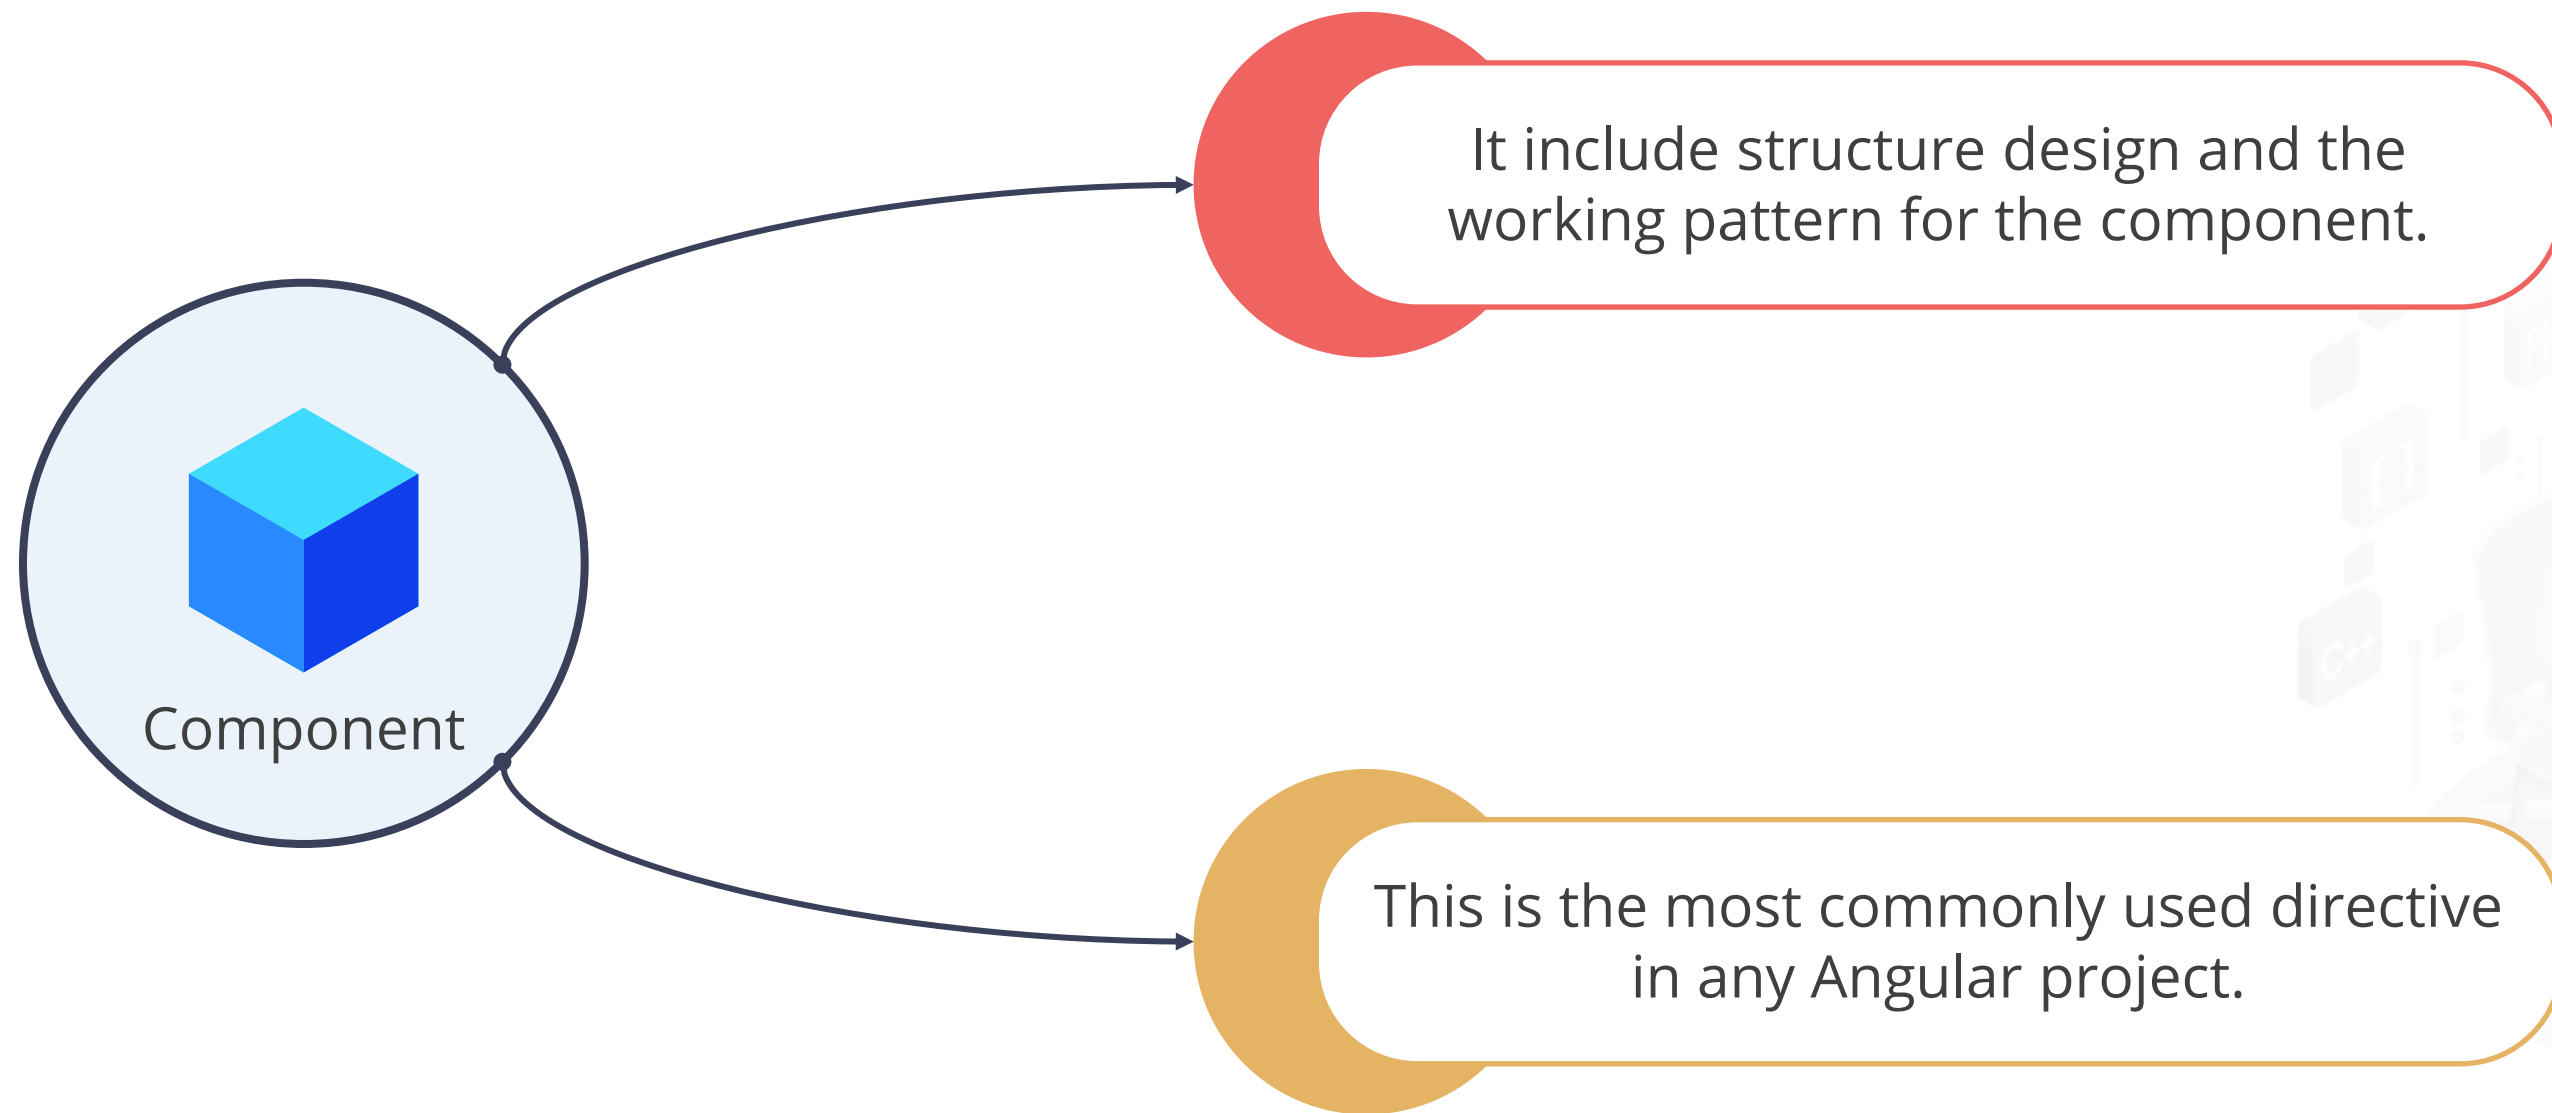 It include structure design and the
working pattern for the component.
Component
This is the most commonly used directive
in any Angular project.
{ }
C++